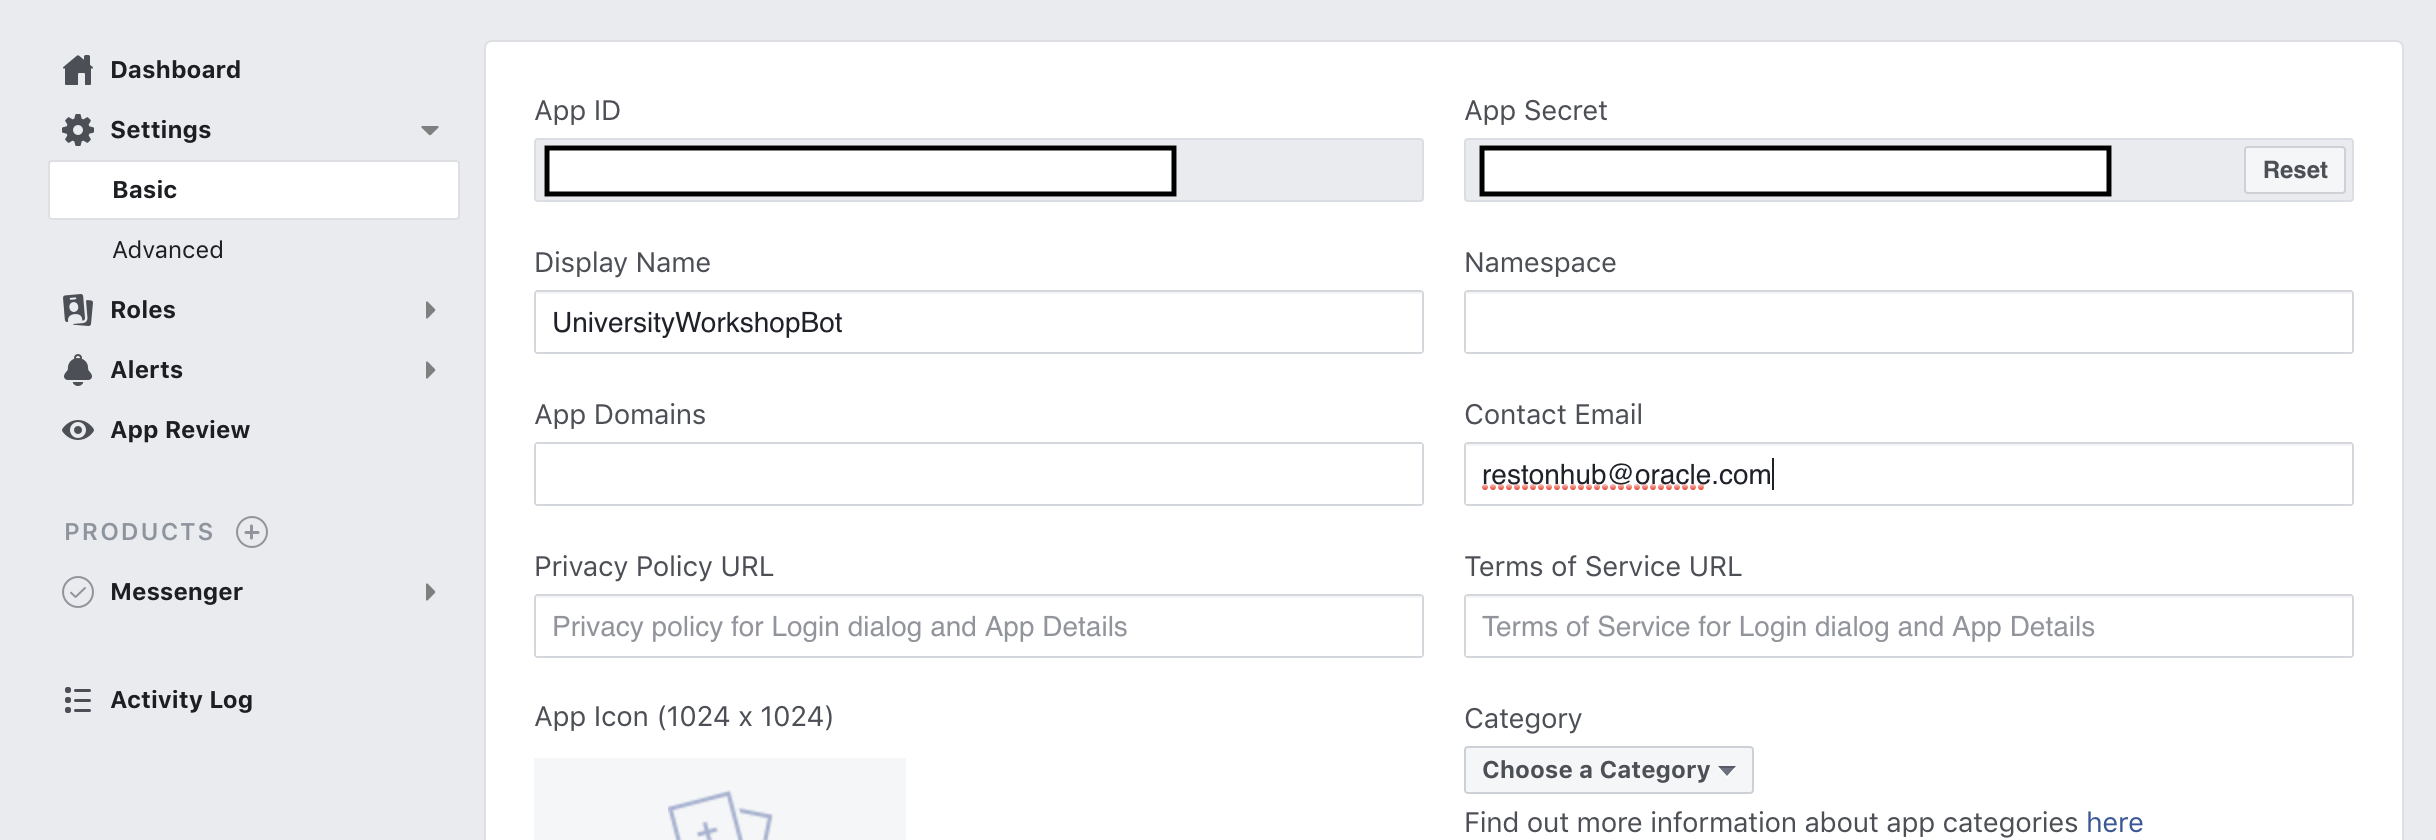 Dashboard
Settings
Basic
Advanced
Roles
Alerts
App Review
PRODUCTS
Messenger
Activity Log
App ID
App Secret
Reset
Display Name
Namespace
UniversityWorkshopBot
App Domains
Contact Email
restonhub@oracle.com
Privacy Policy URL
Terms of Service URL
Privacy policy for Login dialog and App Details
Terms of Service for Login dialog and App Details
App Icon (1024 x 1024)
Category
Choose a Category
Find out more information about app categories here